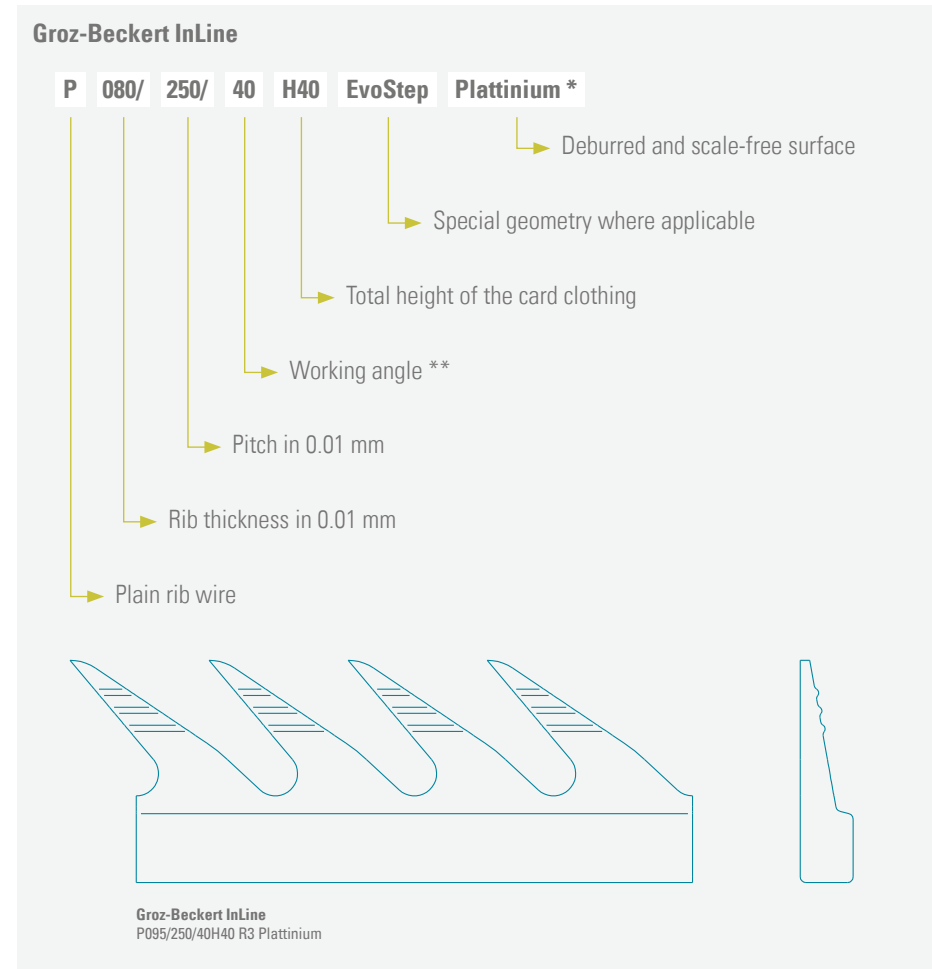 Groz-Beckert InLine
P 080/ 250/ 40 H40 EvoStep Plattinium *
Deburred and scale-free surface
Special geometry where applicable
Total height of the card clothing
Working angle **
Pitch in 0.01 mm
Rib thickness in 0.01 mm
Plain rib wire
Groz-Beckert InLine
P095/250/40H40 R3 Plattinium